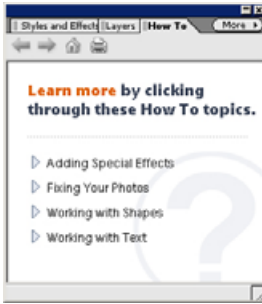 Styles and Effects Layers How To More
Learn more by clicking
through these How To topics.
Adding Special Effects
Fixing Your Photos
Working with Shapes
Working with Text